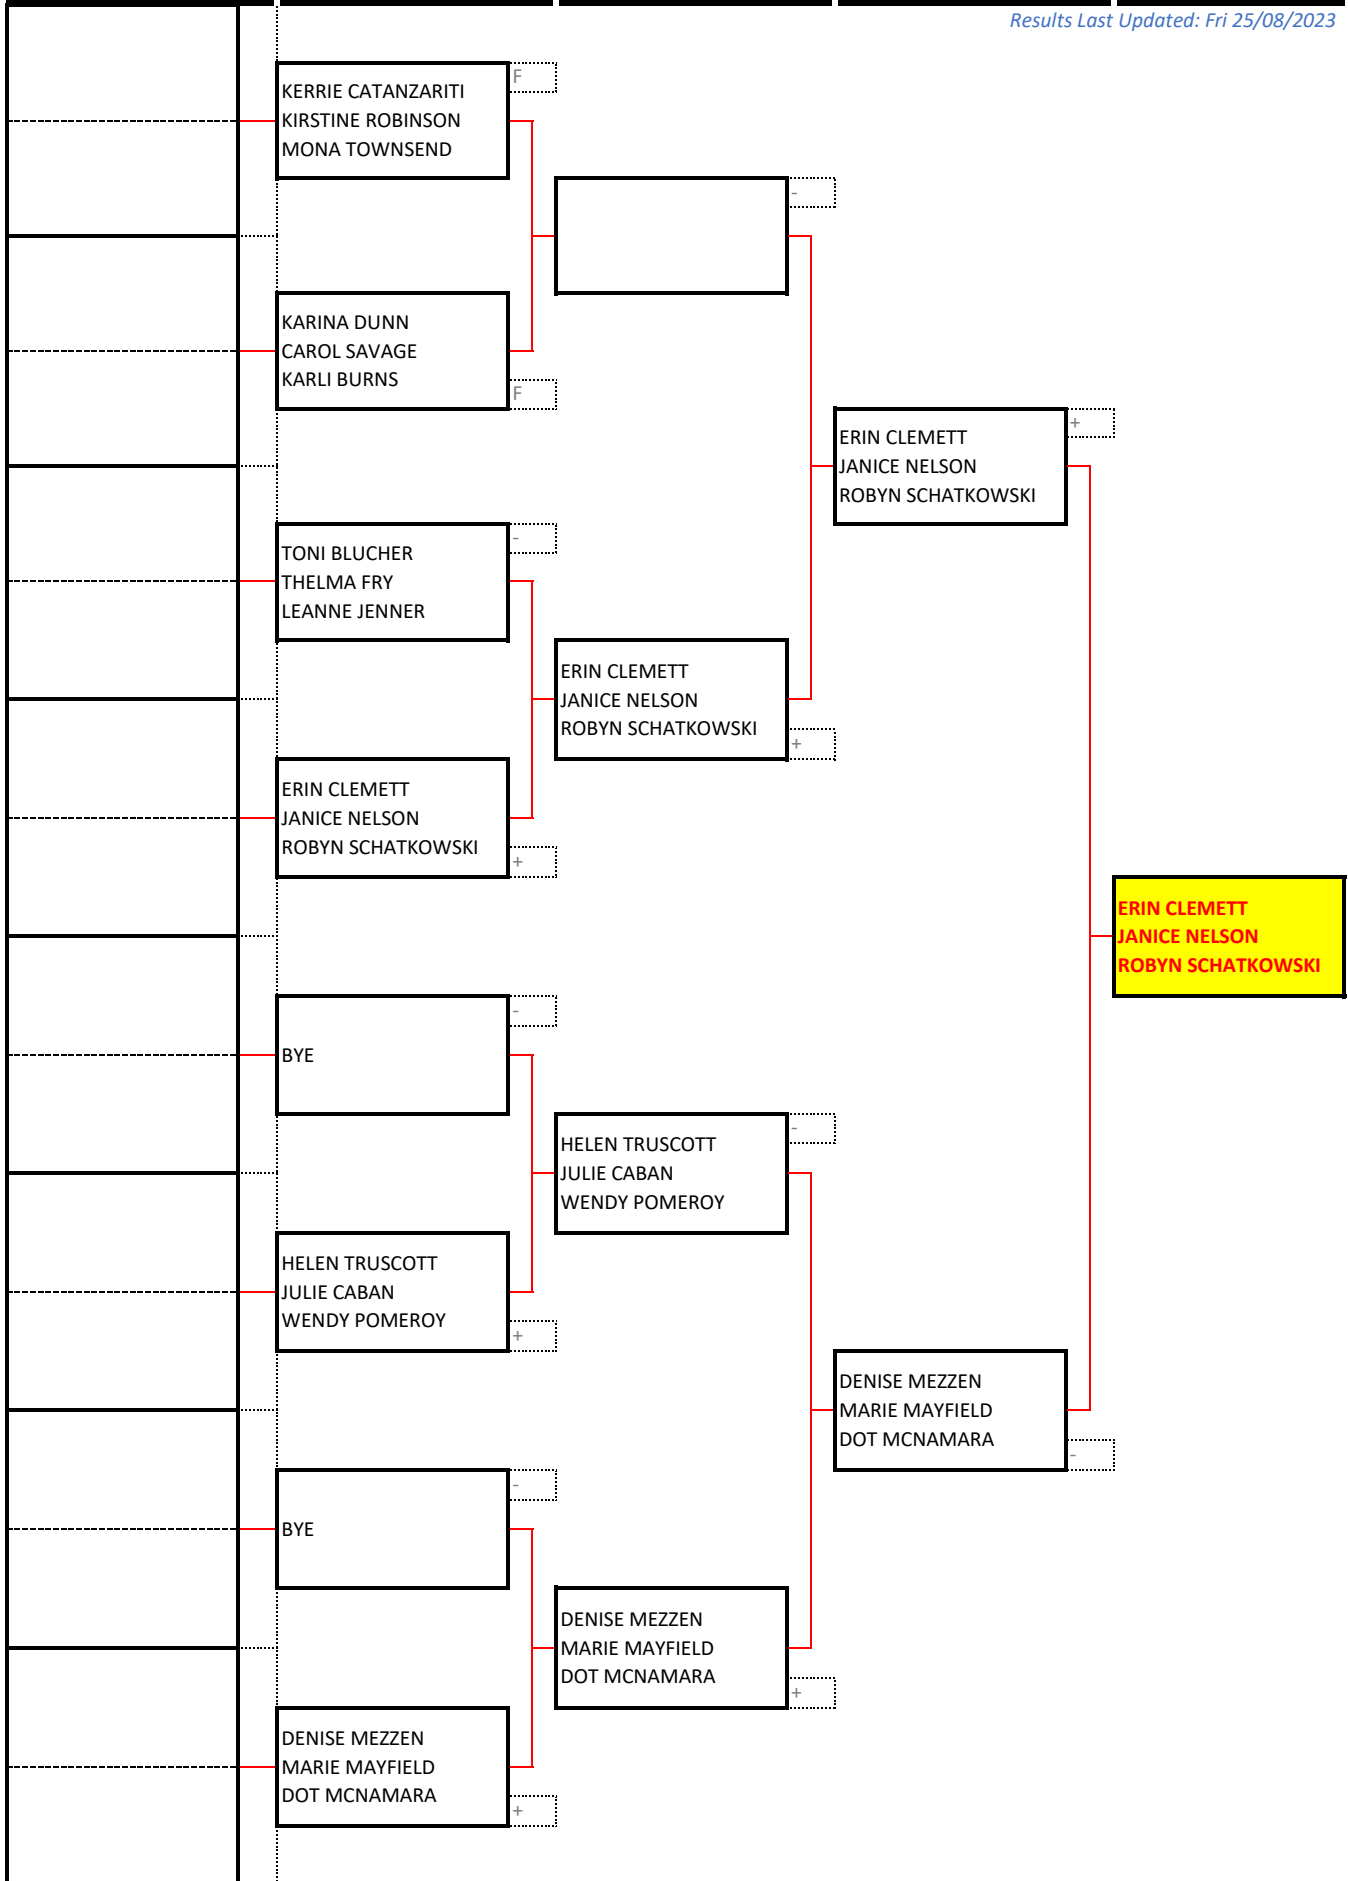 Results Last Updated: Fri 25/08/2023
F
KERRIE CATANZARITI
KIRSTINE ROBINSON
MONA TOWNSEND
-
KARINA DUNN
CAROL SAVAGE
KARLI BURNS
F
+
ERIN CLEMETT
JANICE NELSON
ROBYN SCHATKOWSKI
-
TONI BLUCHER
THELMA FRY
LEANNE JENNER
ERIN CLEMETT
JANICE NELSON
ROBYN SCHATKOWSKI
+
ERIN CLEMETT
JANICE NELSON
ROBYN SCHATKOWSKI
+
ERIN CLEMETT
JANICE NELSON
ROBYN SCHATKOWSKI
-
BYE
-
HELEN TRUSCOTT
JULIE CABAN
WENDY POMEROY
HELEN TRUSCOTT
JULIE CABAN
WENDY POMEROY
+
DENISE MEZZEN
MARIE MAYFIELD
DOT MCNAMARA
-
-
BYE
DENISE MEZZEN
MARIE MAYFIELD
DOT MCNAMARA
+
DENISE MEZZEN
MARIE MAYFIELD
DOT MCNAMARA
+